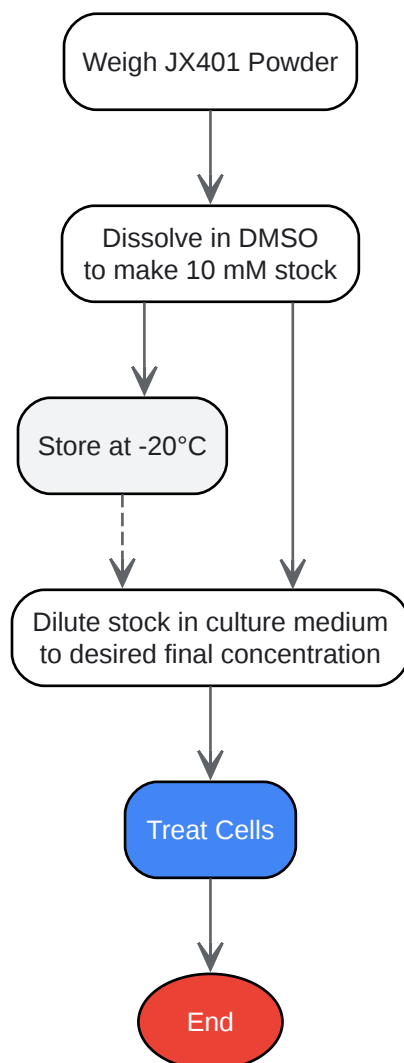 Weigh JX401 Powder
Dissolve in DMSO
to make 10 mM stock
Store at -20°C
Dilute stock in culture medium
to desired final concentration
Treat Cells
End